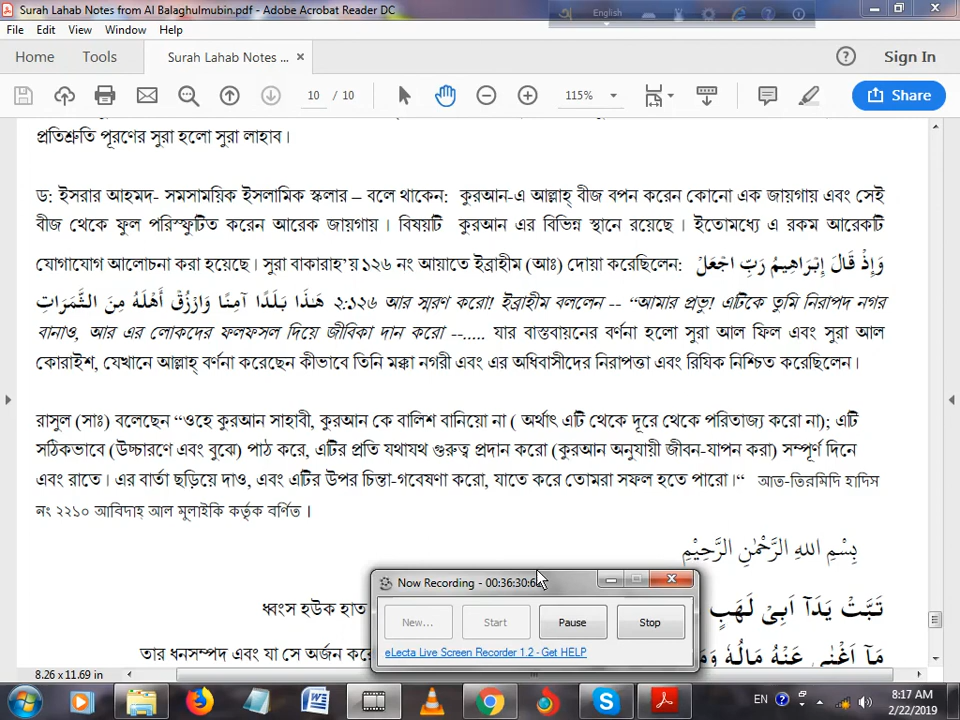 Surah Lahab Notes from Al Balaghulmubin.pdf - Adobe Acrobat Reader DC
English
File Edit View Window Help
Home Tools Surah Lahab Notes ... ×
Sign In
10 / 10 115% Share
প্রতিশ্রুতি পূরণের সুরা হলো সুরা লাহাব।
ড: ইসরার আহমদ- সমসাময়িক ইসলামিক স্কলার – বলে থাকেন: কুরআন-এ আল্লাহ্ বীজ বপন করেন কোনো এক জায়গায় এবং সেই
বীজ থেকে ফুল পরিস্ফুটিত করেন আরেক জায়গায় । বিষয়টি কুরআন এর বিভিন্ন স্থানে রয়েছে । ইতোমধ্যে এ রকম আরেকটি
যোগাযোগ আলোচনা করা হয়েছে। সুরা বাকারাহ’য় ১২৬ নং আয়াতে ইব্রাহীম (আঃ) দোয়া করেছিলেন: وَإِذْ قَالَ إِبْرَاهِيمُ رَبِّ اجْعَلْ
هَـٰذَا بَلَدًا آمِنًا وَارْزُقْ أَهْلَهُ مِنَ الثَّمَرَاتِ ২:১২৬ আর স্মরণ করো! ইব্রাহীম বললেন -- “আমার প্রভু! এটিকে তুমি নিরাপদ নগর
বানাও, আর এর লোকদের ফলফসল দিয়ে জীবিকা দান করো --..... যার বাস্তবায়নের বর্ণনা হলো সুরা আল ফিল এবং সুরা আল
কোরাইশ, যেখানে আল্লাহ্ বর্ণনা করেছেন কীভাবে তিনি মক্কা নগরী এবং এর অধিবাসীদের নিরাপত্তা এবং রিযিক নিশ্চিত করেছিলেন।
রাসুল (সাঃ) বলেছেন “ওহে কুরআন সাহাবী, কুরআন কে বালিশ বানিয়ো না ( অর্থাৎ এটি থেকে দূরে থেকে পরিতাজ্য করো না); এটি
সঠিকভাবে (উচ্চারণে এবং বুঝে) পাঠ করে, এটির প্রতি যথাযথ গুরুত্ব প্রদান করো (কুরআন অনুযায়ী জীবন-যাপন করা) সম্পূর্ণ দিনে
এবং রাতে। এর বার্তা ছড়িয়ে দাও, এবং এটির উপর চিন্তা-গবেষণা করো, যাতে করে তোমরা সফল হতে পারো।“ আত-তিরমিদি হাদিস
নং ২২১০ আবিদাহ আল মুলাইকি কর্তৃক বর্ণিত ।
بِسْمِ اللهِ الرَّحْمٰنِ الرَّحِيْمِ
Now Recording - 00:36:30:6
ধ্বংস হউক হাত تَبَّتْ يَدَآ اَبِىْ لَهَبٍ
New... Start Pause Stop
eLecta Live Screen Recorder 1.2 - Get HELP
তার ধনসম্পদ এবং যা সে অর্জন করে مَآ اَغْنٰى عَنْهُ مَالُهٗ
8.26 x 11.69 in
EN 8:17 AM
2/22/2019